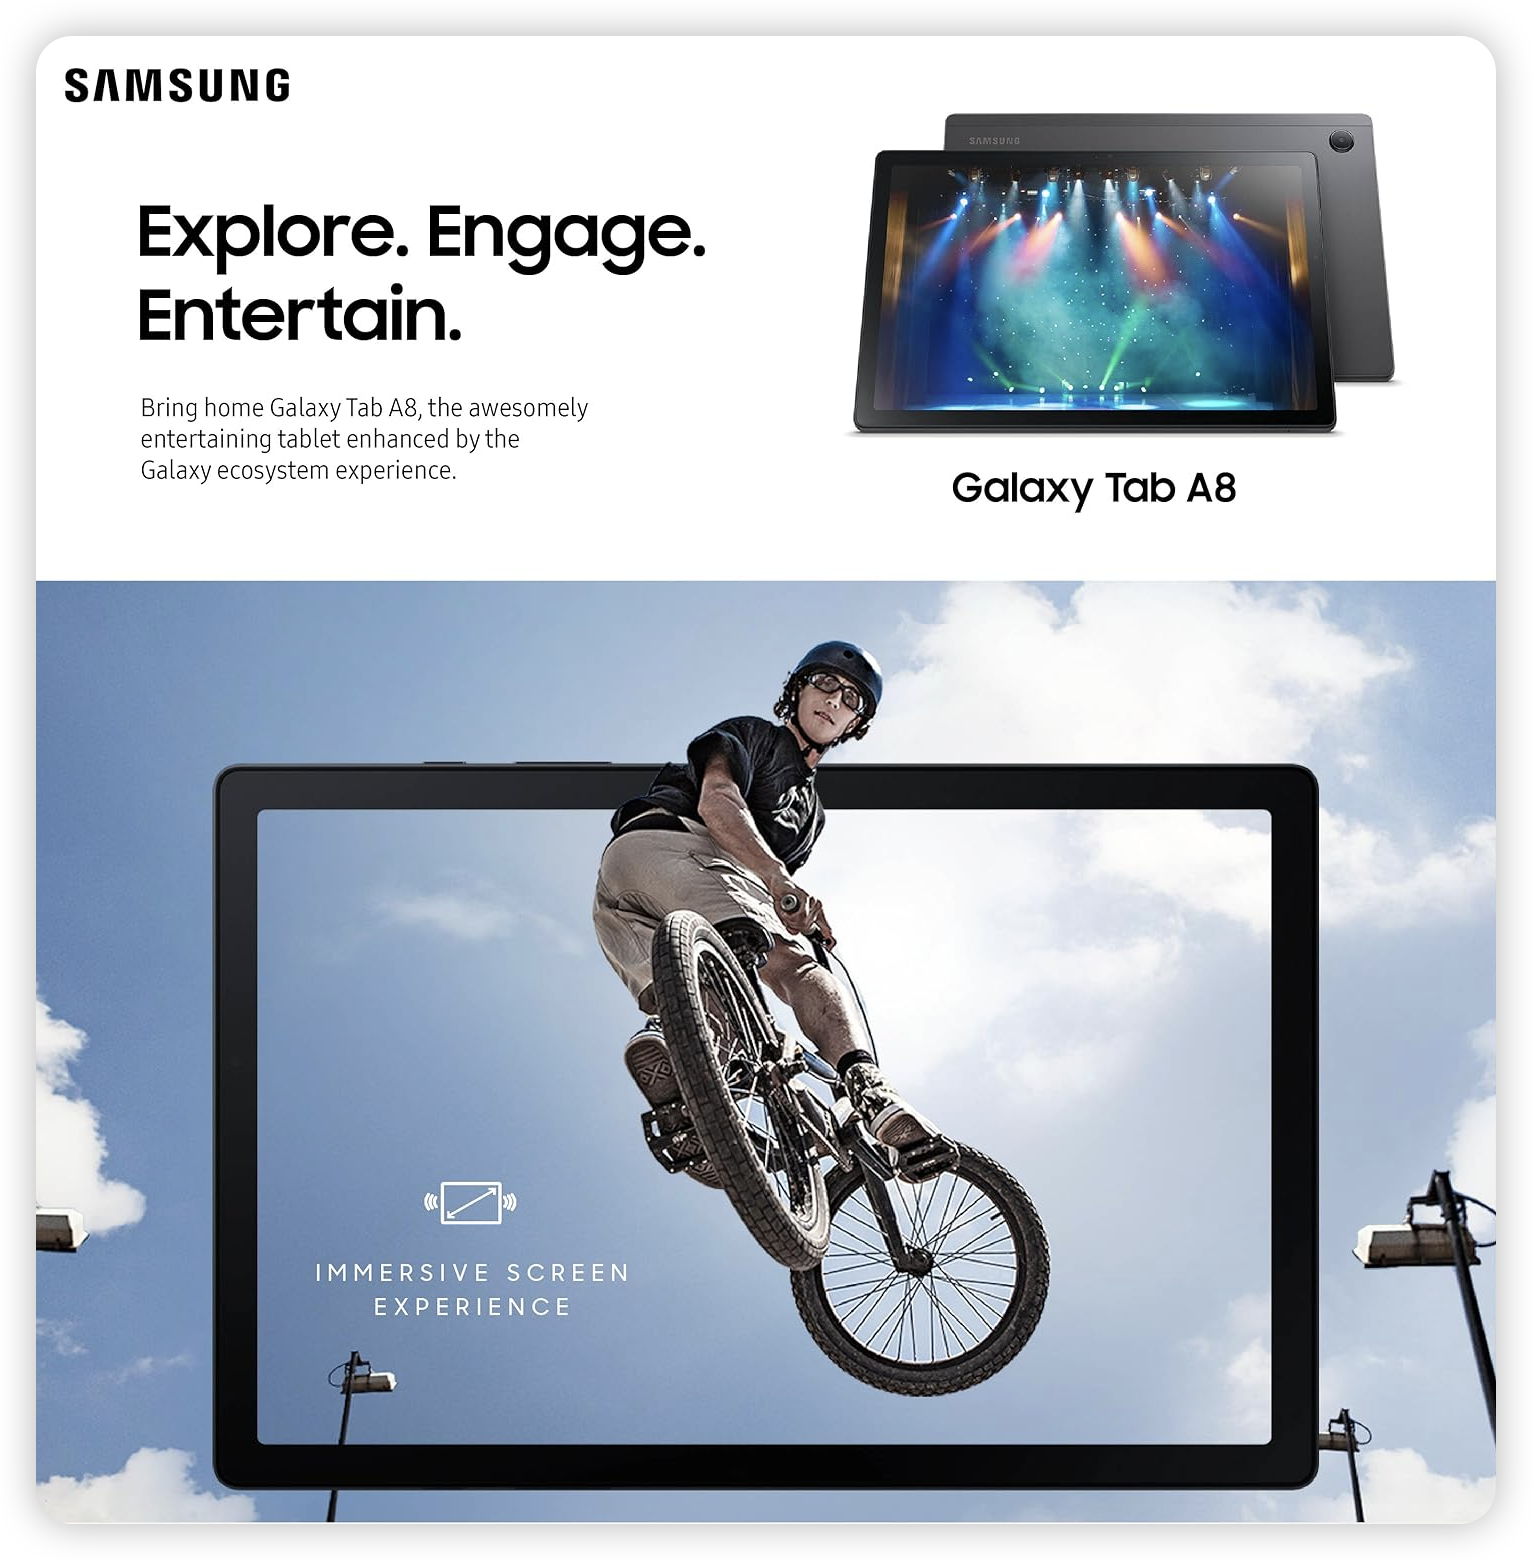 SAMSUNG
Explore. Engage.
Entertain.
Bring home Galaxy Tab A8, the awesomely
entertaining tablet enhanced by the
Galaxy ecosystem experience.
SAMSUNG
Galaxy Tab A8
IMMERSIVE SCREEN
EXPERIENCE